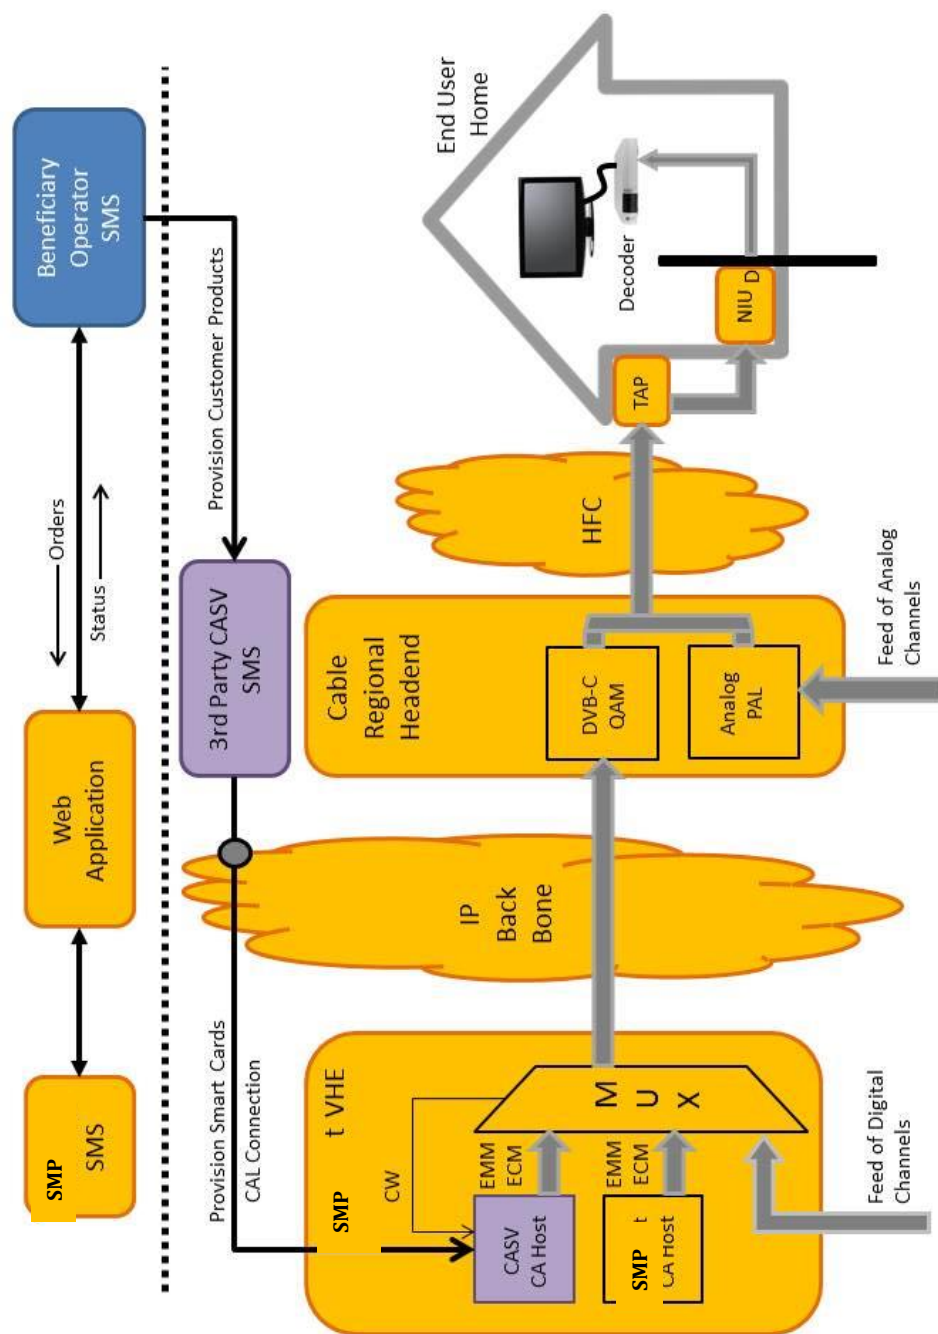 SMP
SMS
Web
Application
Orders
Status
Beneficiary
Operator
SMS
Provision Smart Cards
CAL Connection
3rd Party CASV
SMS
Provision Customer Products
SMP
t VHE
CW
CASV
CA Host
EMM
ECM
SMP
t
CA Host
EMM
ECM
M
U
X
Feed of Digital
Channels
IP
Back
Bone
Cable
Regional
Headend
DVB-C
QAM
Analog
PAL
Feed of Analog
Channels
HFC
TAP
NIU
D
Decoder
End User
Home